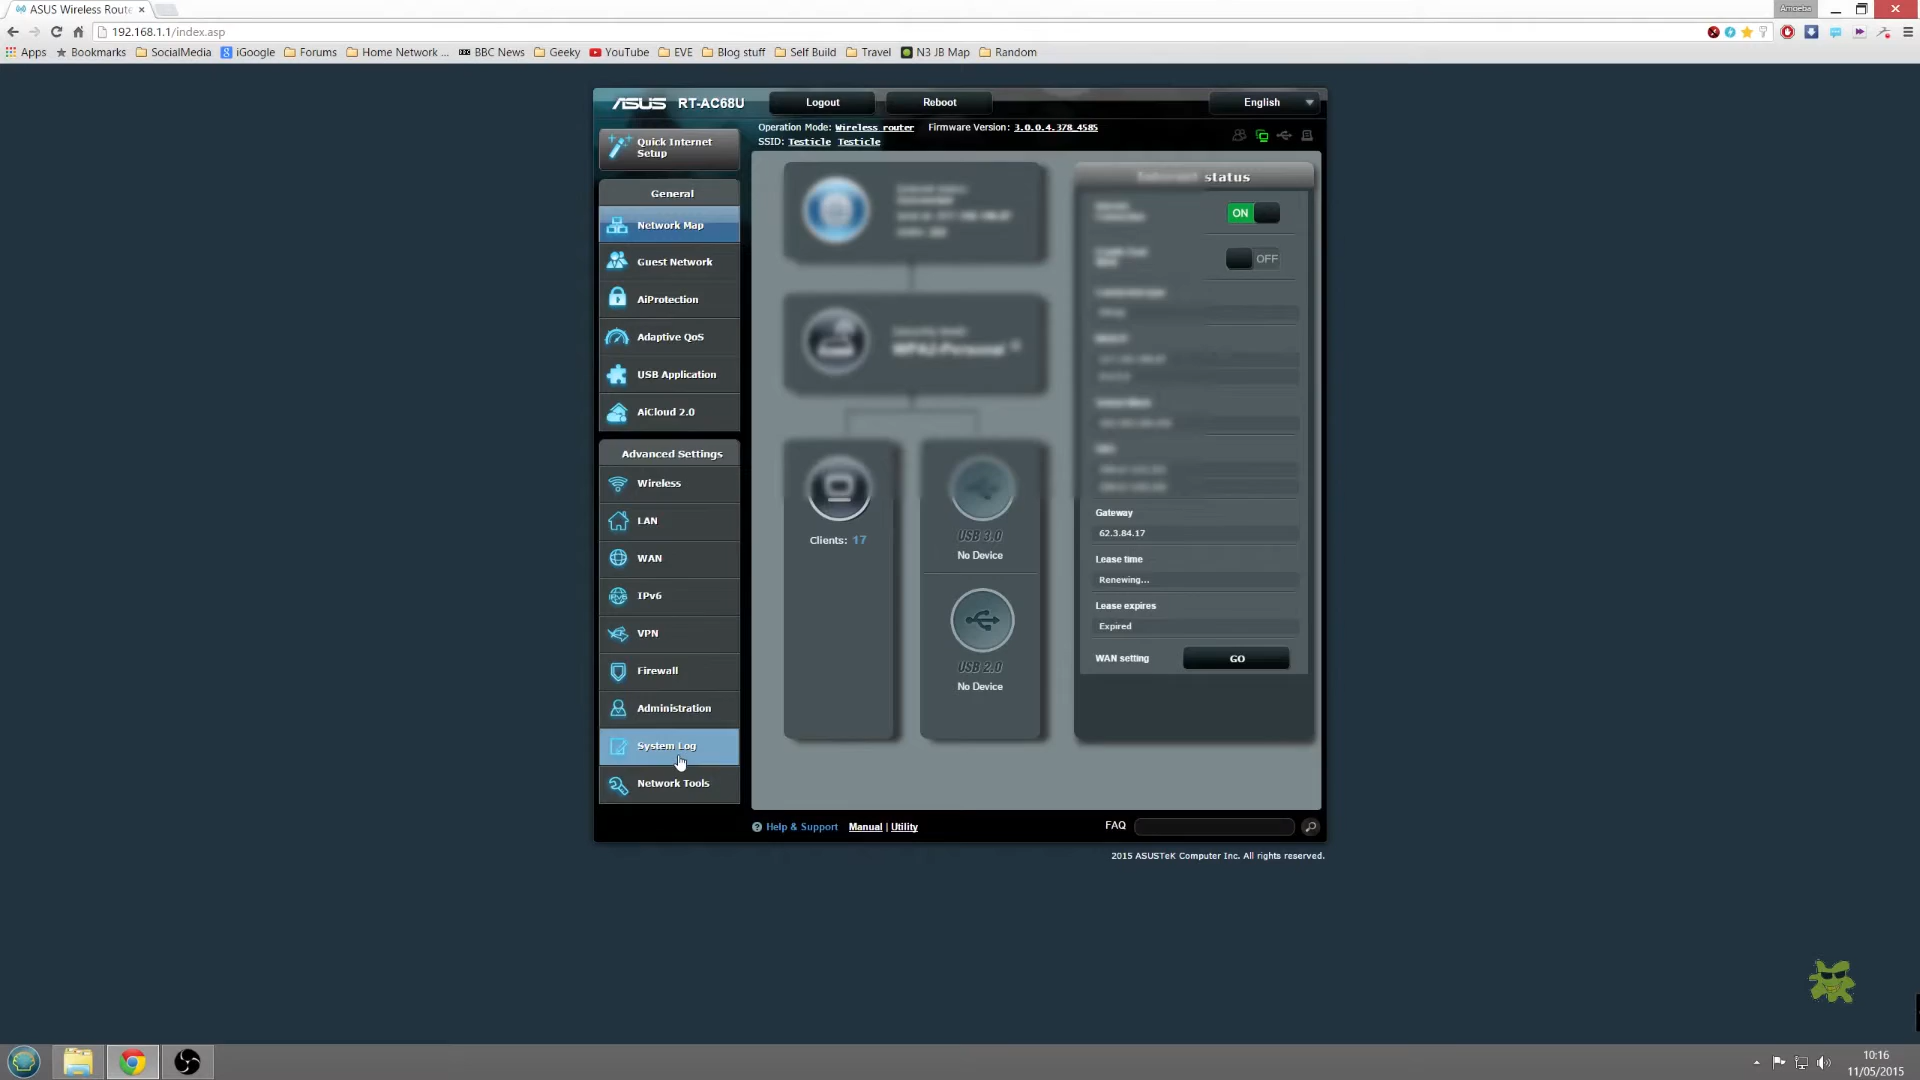 ASUS Wireless Route
Amoeba
192.168.1.1/index.asp
Apps Bookmarks SocialMedia iGoogle Forums Home Network ... BBC News Geeky YouTube EVE Blog stuff Self Build Travel N3 JB Map Random
ASUS RT-AC68U Logout Reboot English
Operation Mode: Wireless router Firmware Version: 3.0.0.4.378_4585
SSID: Testicle Testicle
Quick Internet
Setup
General
Network Map
Guest Network
AiProtection
Adaptive QoS
USB Application
AiCloud 2.0
Advanced Settings
Wireless
LAN
WAN
IPv6
VPN
Firewall
Administration
System Log
Network Tools
WPA2-Personal
Clients: 17
USB 3.0
No Device
USB 2.0
No Device
status
ON
OFF
Gateway
62.3.84.17
Lease time
Renewing...
Lease expires
Expired
WAN setting GO
Help & Support Manual | Utility FAQ
2015 ASUSTeK Computer Inc. All rights reserved.
10:16
11/05/2015